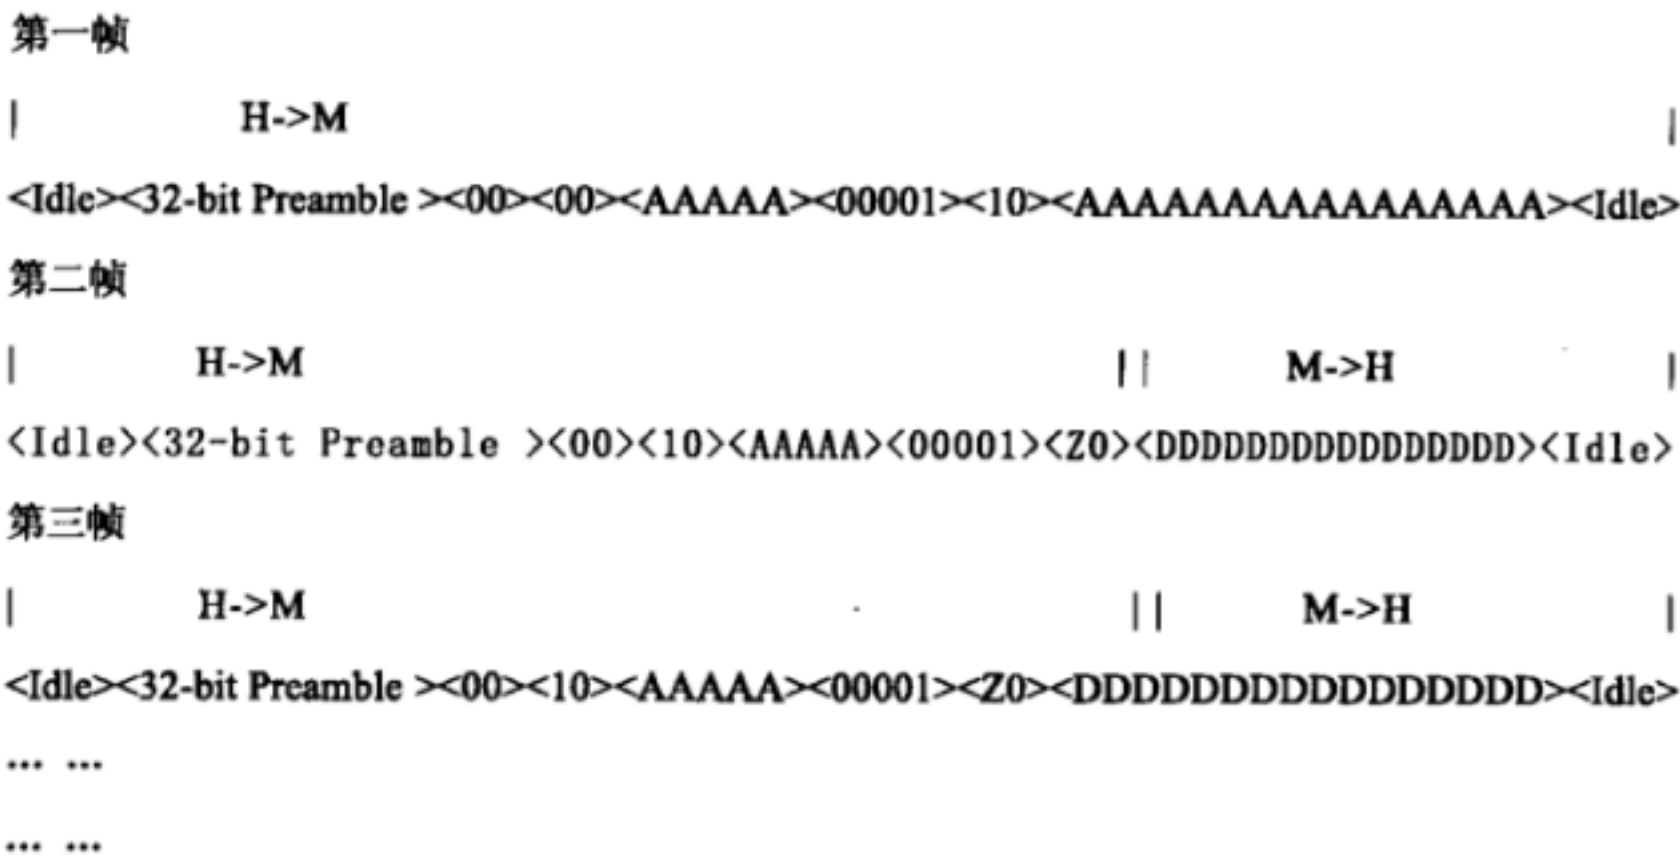 第一帧
| H->M |
<Idle><32-bit Preamble ><00><00><AAAAA><00001><10><AAAAAAAAAAAAAAAA><Idle>
第二帧
| H->M || M->H |
<Idle><32-bit Preamble ><00><10><AAAAA><00001><Z0><DDDDDDDDDDDDDDDD><Idle>
第三帧
| H->M || M->H |
<Idle><32-bit Preamble ><00><10><AAAAA><00001><Z0><DDDDDDDDDDDDDDDD><Idle>
… …
… …